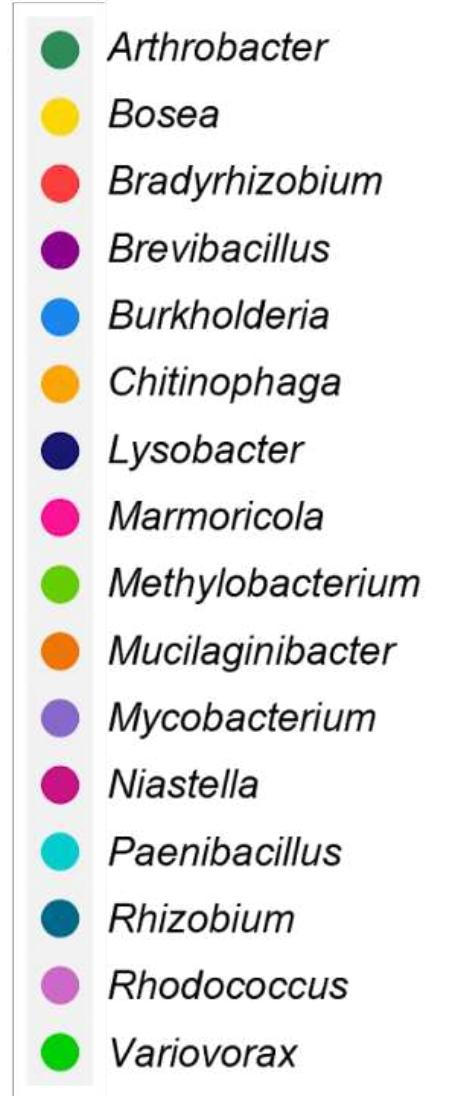 Arthrobacter
Bosea
Bradyrhizobium
Brevibacillus
Burkholderia
Chitinophaga
Lysobacter
Marmoricola
Methylobacterium
Mucilaginibacter
Mycobacterium
Niastella
Paenibacillus
Rhizobium
Rhodococcus
Variovorax